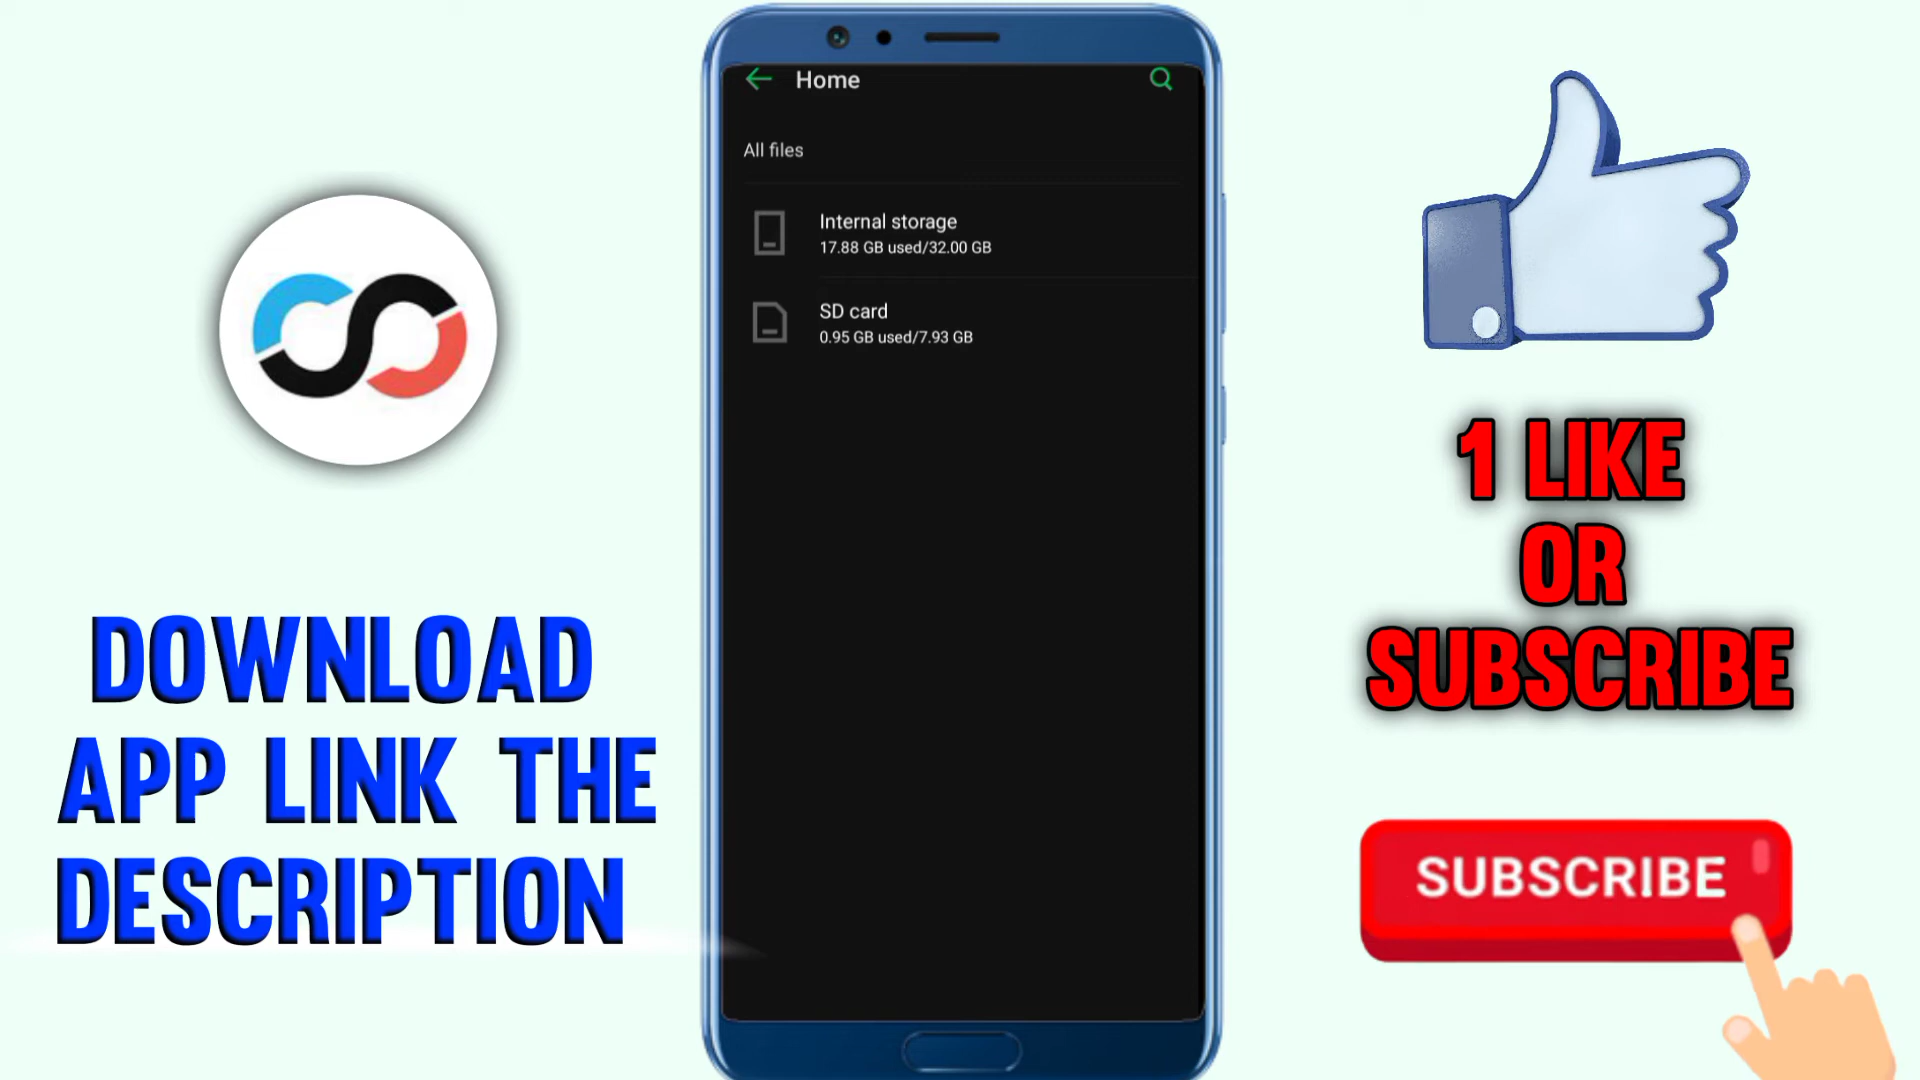 DOWNLOAD
APP LINK THE
DESCRIPTION
Home
All files
Internal storage
17.88 GB used/32.00 GB
SD card
0.95 GB used/7.93 GB
1 LIKE
OR
SUBSCRIBE
SUBSCRIBE